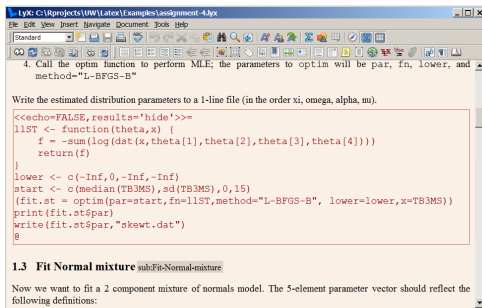 LyX: C:\Rprojects\UW\Latex\Examples\assignment-4.lyx
File Edit View Insert Navigate Document Tools Help
Standard
4. Call the optim function to perform MLE; the parameters to optim will be par, fn, lower, and
method="L-BFGS-B"
Write the estimated distribution parameters to a 1-line file (in the order xi, omega, alpha, nu).
<<echo=FALSE,results='hide'>>=
llST <- function(theta,x) {
f = -sum(log(dst(x,theta[1],theta[2],theta[3],theta[4])))
return(f)
}
lower <- c(-Inf,0,-Inf,-Inf)
start <- c(median(TB3MS),sd(TB3MS),0,15)
(fit.st = optim(par=start,fn=llST,method="L-BFGS-B", lower=lower,x=TB3MS))
print(fit.st$par)
write(fit.st$par,"skewt.dat")
@
1.3 Fit Normal mixture sub:Fit-Normal-mixture
Now we want to fit a 2 component mixture of normals model. The 5-element parameter vector should reflect the
following definitions: